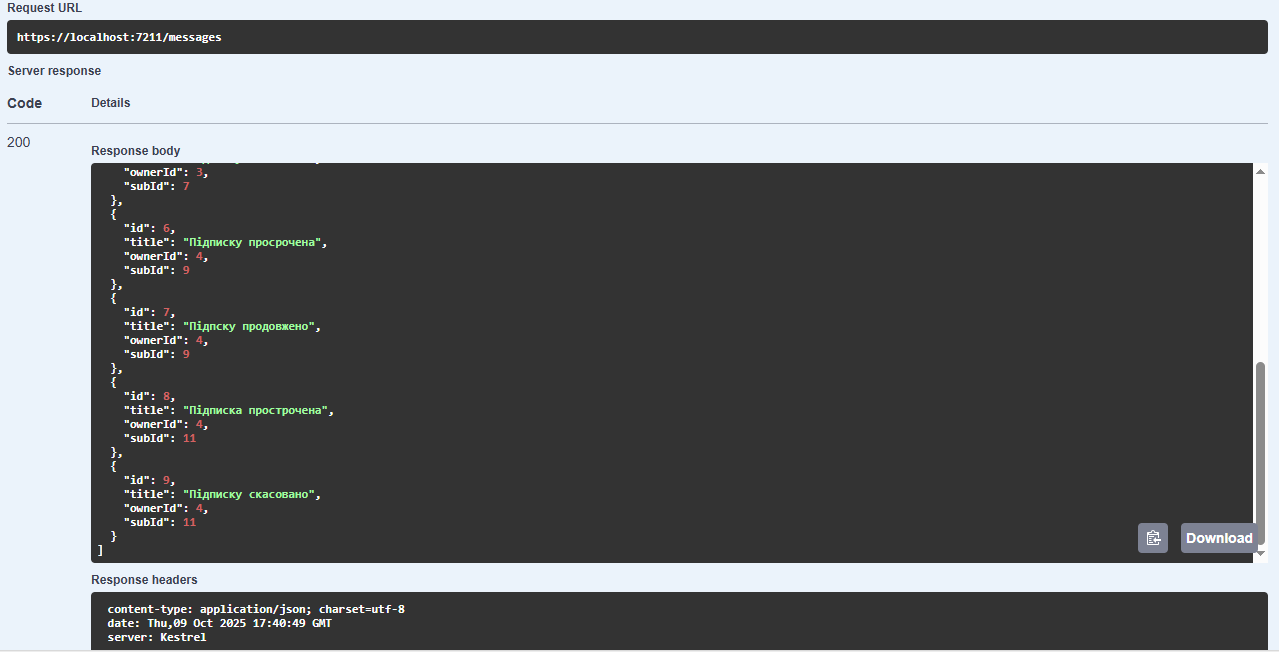 Request URL
https://localhost:7211/messages
Server response
Code Details
200
Response body
"ownerId": 3,
"subId": 7
},
{
"id": 6,
"title": "Підписку просрочена",
"ownerId": 4,
"subId": 9
},
{
"id": 7,
"title": "Підпску продовжено",
"ownerId": 4,
"subId": 9
},
{
"id": 8,
"title": "Підписка прострочена",
"ownerId": 4,
"subId": 11
},
{
"id": 9,
"title": "Підписку скасовано",
"ownerId": 4,
"subId": 11
}
]
Download
Response headers
content-type: application/json; charset=utf-8
date: Thu,09 Oct 2025 17:40:49 GMT
server: Kestrel